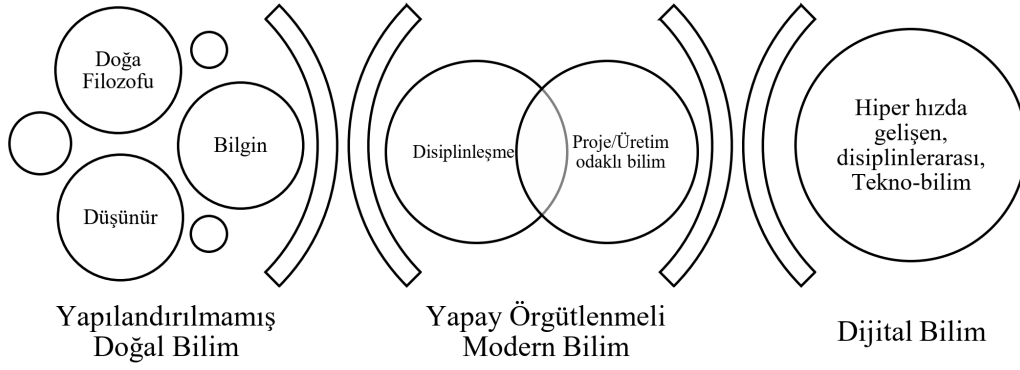 Doğa
Filozofu
Bilgin
Düşünür
Yapılandırılmamış
Doğal Bilim
Disiplinleşme
Proje/Üretim
odaklı bilim
Yapay Örgütlenmeli
Modern Bilim
Hiper hızda
gelişen,
disiplinlerarası,
Tekno-bilim
Dijital Bilim